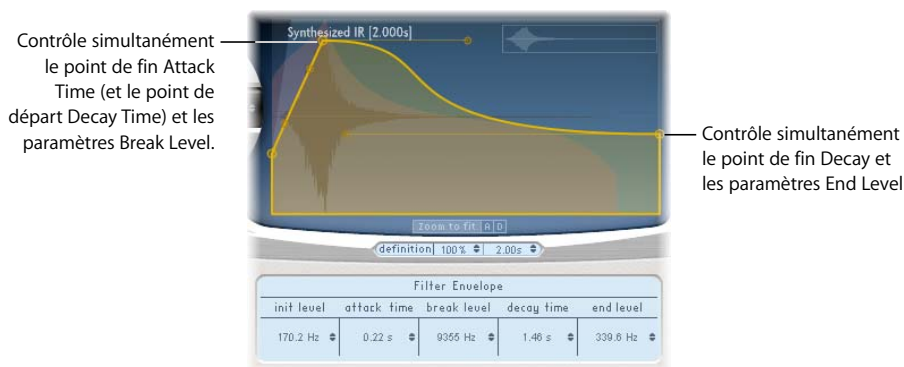 Contrôle simultanément
le point de fin Attack
Time (et le point de
départ Decay Time) et les
paramètres Break Level.
Synthesized IR [2.000s]
Contrôle simultanément
le point de fin Decay et
les paramètres End Level
Zoom to fit A D
definition 100% 2.00s
Filter Envelope
init level attack time break level decay time end level
170.2 Hz 0.22 s 9355 Hz 1.46 s 339.6 Hz